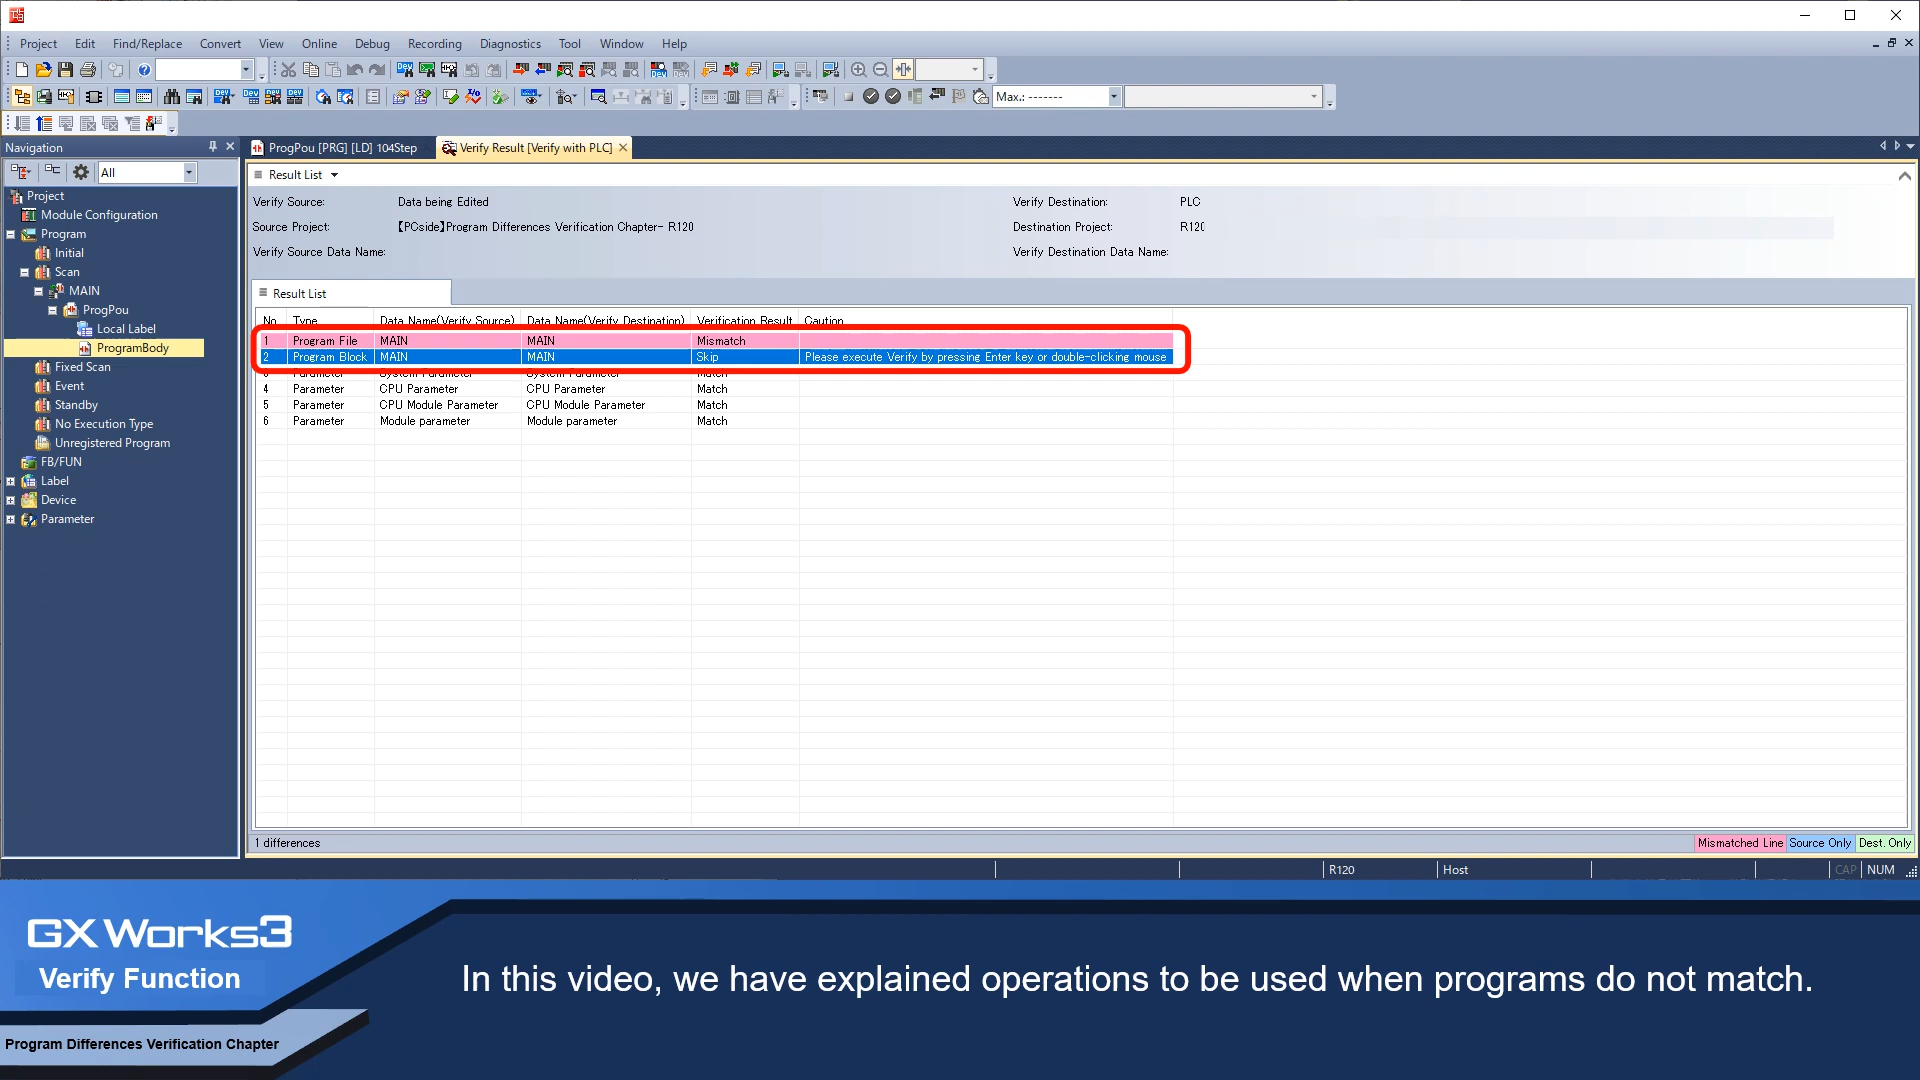 Project Edit Find/Replace Convert View Online Debug Recording Diagnostics Tool Window Help
Max.: -------
Navigation
ProgPou [PRG] [LD] 104Step
Verify Result [Verify with PLC]
All
Project
Module Configuration
Program
Initial
Scan
MAIN
ProgPou
Local Label
ProgramBody
Fixed Scan
Event
Standby
No Execution Type
Unregistered Program
FB/FUN
Label
Device
Parameter
Result List
Verify Source: Data being Edited Verify Destination: PLC
Source Project: 【PCside】Program Differences Verification Chapter- R120 Destination Project: R120
Verify Source Data Name: Verify Destination Data Name:
Result List
No. Type Data Name(Verify Source) Data Name(Verify Destination) Verification Result Caution
1 Program File MAIN MAIN Mismatch
2 Program Block MAIN MAIN Skip Please execute Verify by pressing Enter key or double-clicking mouse
3 Parameter System Parameter System Parameter Match
4 Parameter CPU Parameter CPU Parameter Match
5 Parameter CPU Module Parameter CPU Module Parameter Match
6 Parameter Module parameter Module parameter Match
1 differences
Mismatched Line Source Only Dest. Only
R120 Host CAP NUM
GX Works3
Verify Function
In this video, we have explained operations to be used when programs do not match.
Program Differences Verification Chapter